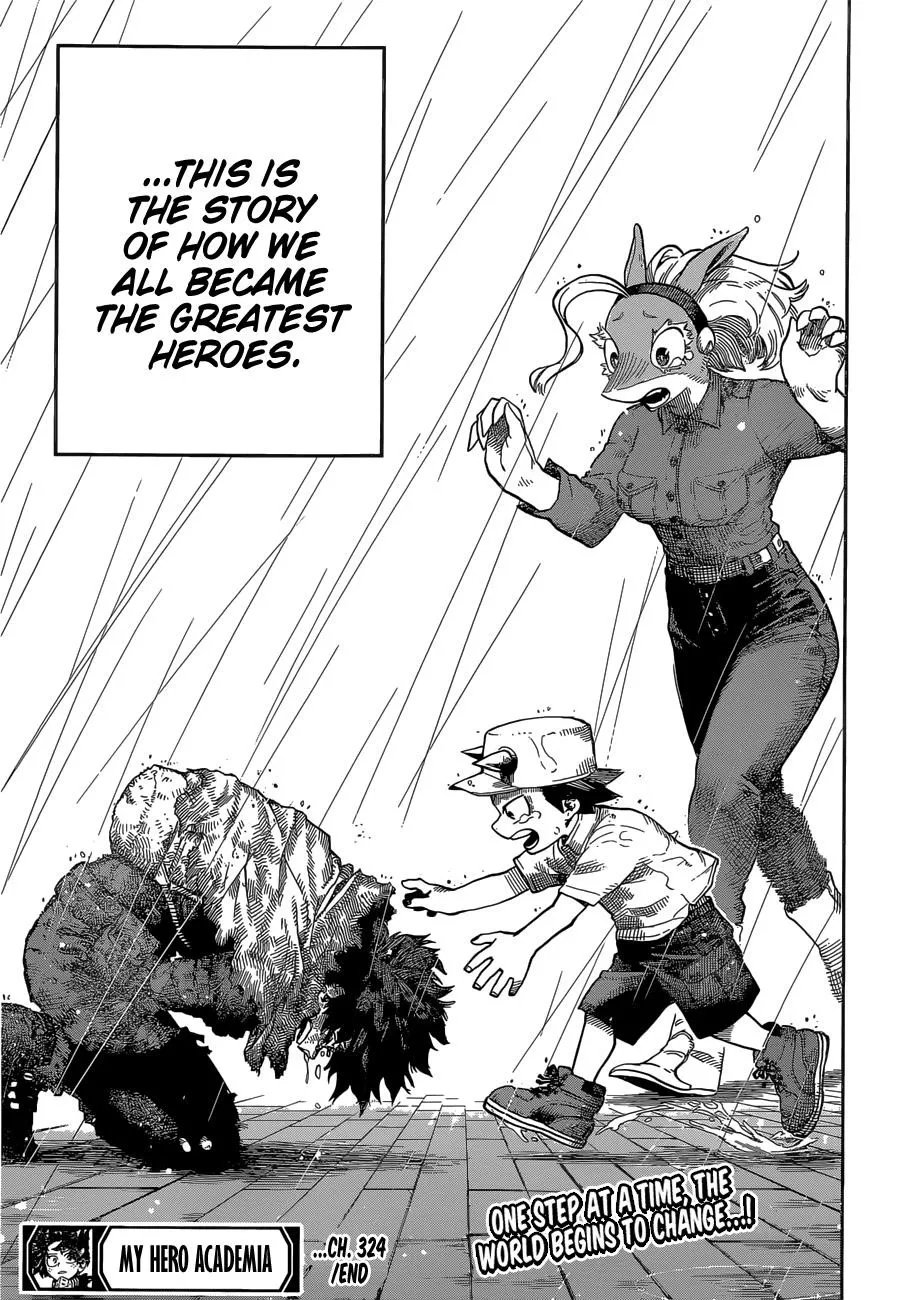 ...THIS IS
THE STORY
OF HOW WE
ALL BECAME
THE GREATEST
HEROES.
ONE STEP AT A TIME, THE
WORLD BEGINS TO CHANGE...!
MY HERO ACADEMIA
...CH. 324
/END